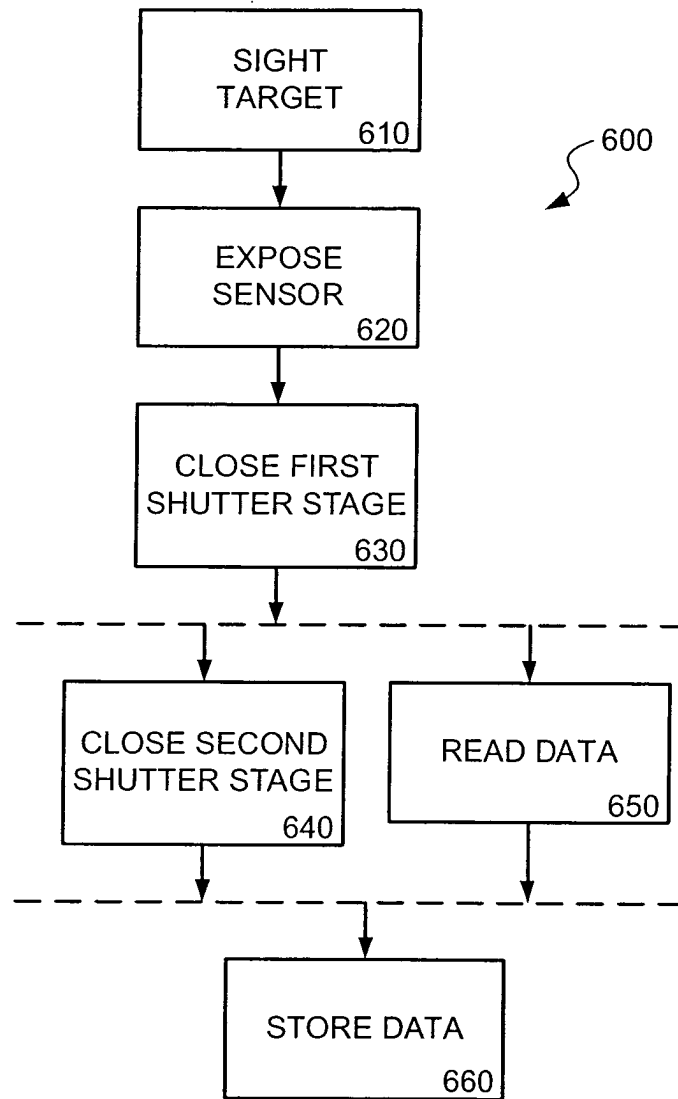 SIGHT
TARGET
610
600
EXPOSE
SENSOR
620
CLOSE FIRST
SHUTTER STAGE
630
CLOSE SECOND
SHUTTER STAGE
640
READ DATA
650
STORE DATA
660